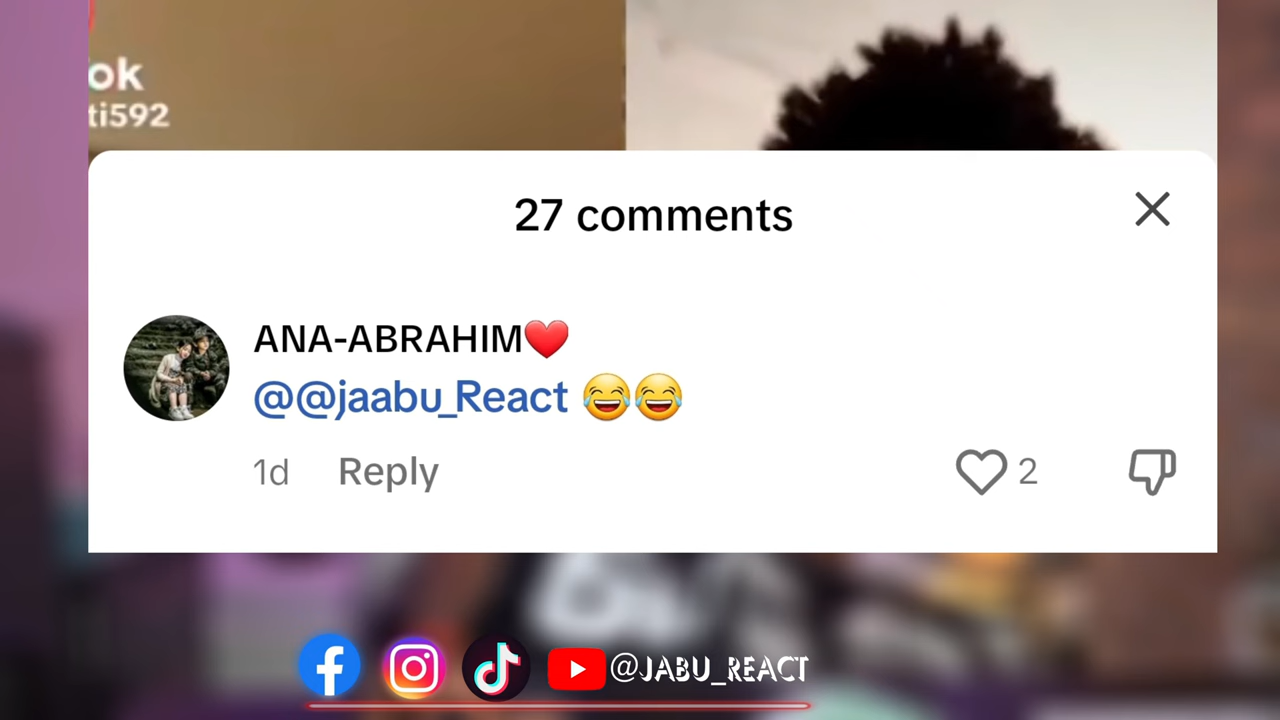 ok
ti592
27 comments
ANA-ABRAHIM❤️
@@jaabu_React 😂😂
1d Reply 2
@JABU_REACT